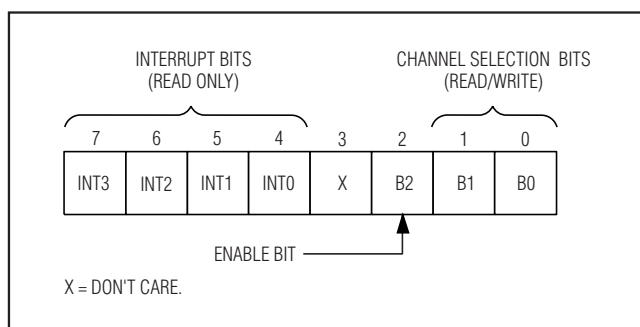 INTERRUPT BITS
(READ ONLY)
CHANNEL SELECTION BITS
(READ/WRITE)
7 6 5 4 3 2 1 0
INT3 INT2 INT1 INT0 X B2 B1 B0
ENABLE BIT
X = DON'T CARE.